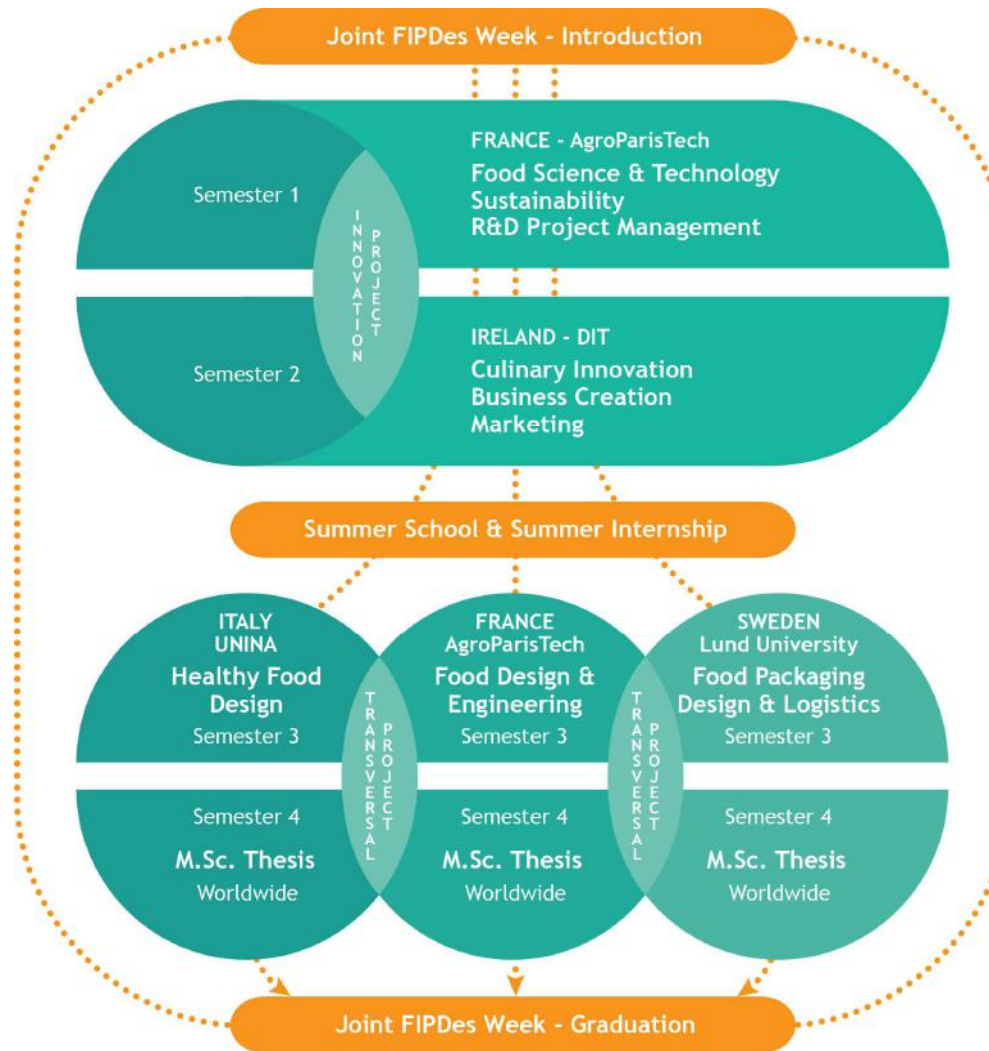 Joint FIPDes Week - Introduction
Semester 1
FRANCE - AgroParisTech
Food Science & Technology
Sustainability
R&D Project Management
INNOVATION
PROJECT
Semester 2
IRELAND - DIT
Culinary Innovation
Business Creation
Marketing
Summer School & Summer Internship
ITALY
UNINA
Healthy Food
Design
Semester 3
TRANSVERSAL
PROJECT
FRANCE
AgroParisTech
Food Design &
Engineering
Semester 3
TRANSVERSAL
PROJECT
SWEDEN
Lund University
Food Packaging
Design & Logistics
Semester 3
Semester 4
M.Sc. Thesis
Worldwide
Semester 4
M.Sc. Thesis
Worldwide
Semester 4
M.Sc. Thesis
Worldwide
Joint FIPDes Week - Graduation